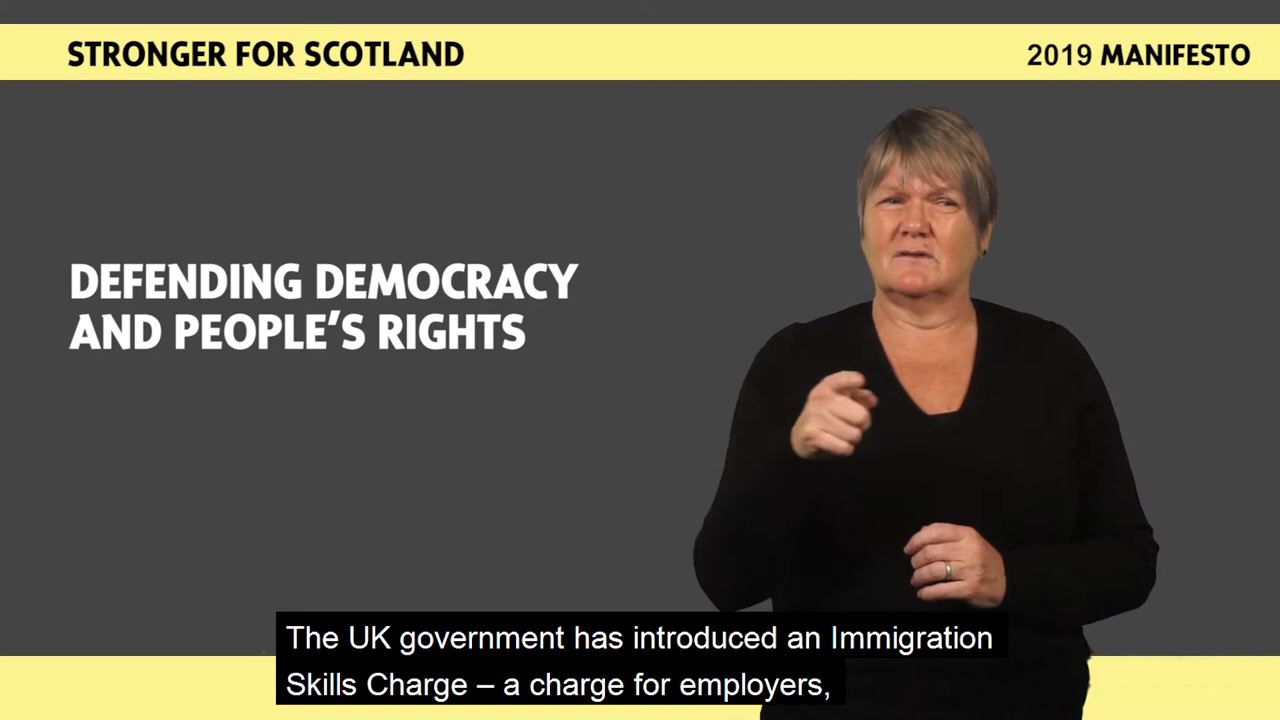 STRONGER FOR SCOTLAND
2019 MANIFESTO
DEFENDING DEMOCRACY
AND PEOPLE'S RIGHTS
The UK government has introduced an Immigration
Skills Charge – a charge for employers,